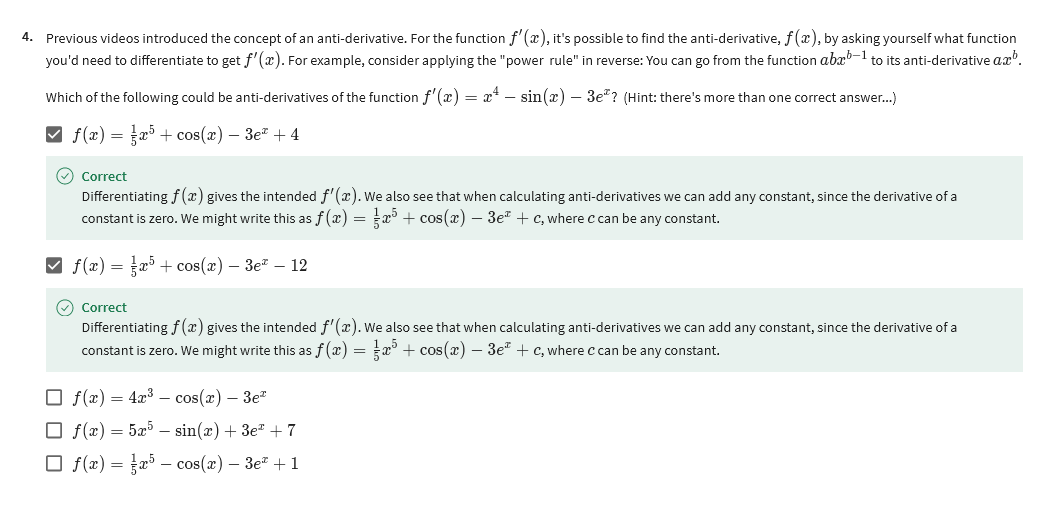 4. Previous videos introduced the concept of an anti-derivative. For the function f′(x), it's possible to find the anti-derivative, f(x), by asking yourself what function
you'd need to differentiate to get f′(x). For example, consider applying the "power rule" in reverse: You can go from the function abx^{b−1} to its anti-derivative ax^b.
Which of the following could be anti-derivatives of the function f′(x) = x^4 − sin(x) − 3e^x? (Hint: there's more than one correct answer...)
f(x) = 1/5 x^5 + cos(x) − 3e^x + 4
Correct
Differentiating f(x) gives the intended f′(x). We also see that when calculating anti-derivatives we can add any constant, since the derivative of a
constant is zero. We might write this as f(x) = 1/5 x^5 + cos(x) − 3e^x + c, where c can be any constant.
f(x) = 1/5 x^5 + cos(x) − 3e^x − 12
Correct
Differentiating f(x) gives the intended f′(x). We also see that when calculating anti-derivatives we can add any constant, since the derivative of a
constant is zero. We might write this as f(x) = 1/5 x^5 + cos(x) − 3e^x + c, where c can be any constant.
f(x) = 4x^3 − cos(x) − 3e^x
f(x) = 5x^5 − sin(x) + 3e^x + 7
f(x) = 1/5 x^5 − cos(x) − 3e^x + 1